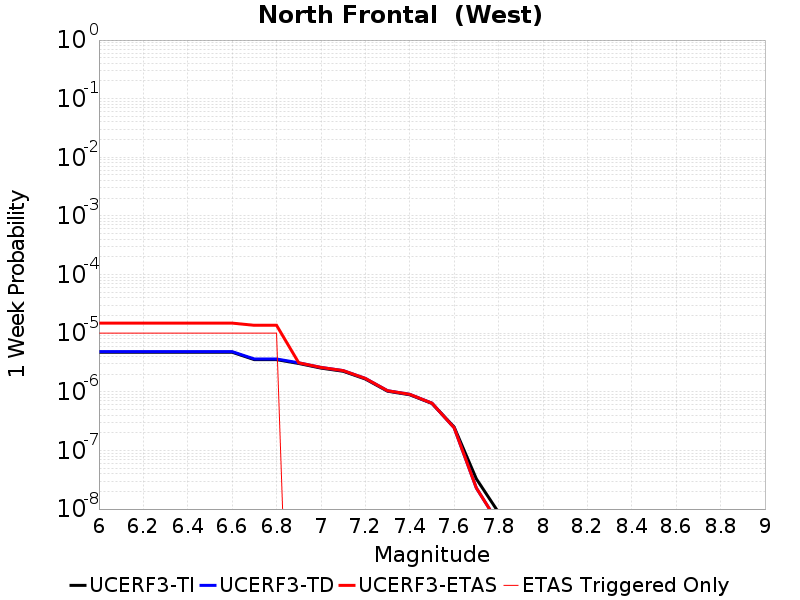 North Frontal  (West)
1 Week Probability
10^0
10^-1
10^-2
10^-3
10^-4
10^-5
10^-6
10^-7
10^-8
6 6.2 6.4 6.6 6.8 7 7.2 7.4 7.6 7.8 8 8.2 8.4 8.6 8.8 9
Magnitude
UCERF3-TI UCERF3-TD UCERF3-ETAS ETAS Triggered Only